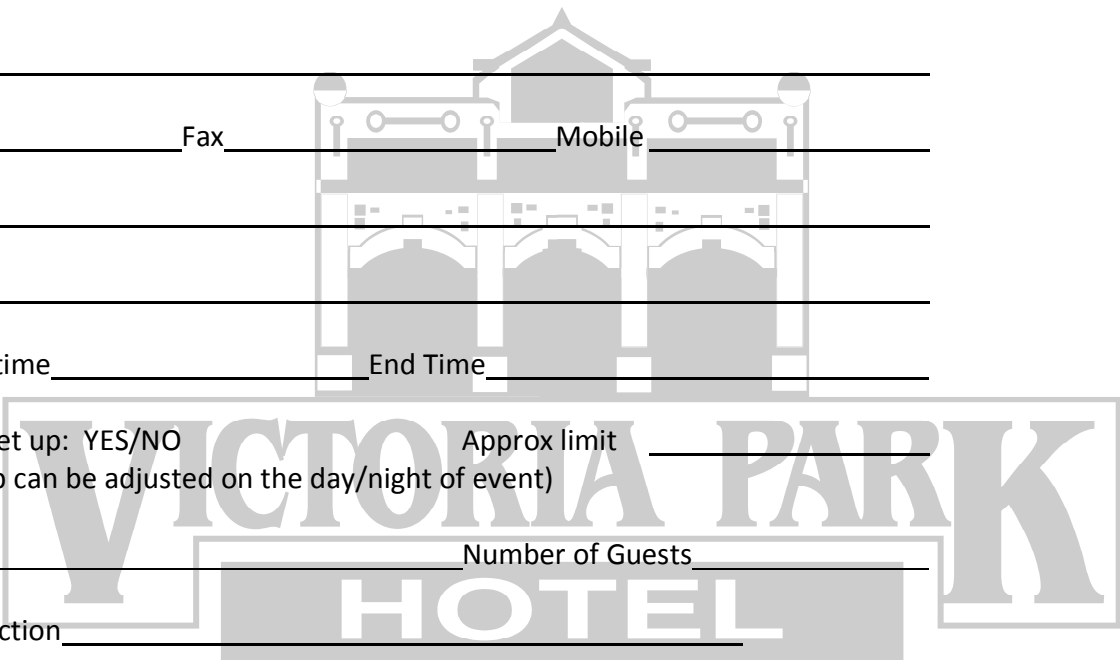 Fax Mobile
time End Time
et up: YES/NO Approx limit
can be adjusted on the day/night of event)
VICTORIA PARK
Number of Guests
HOTEL
ction